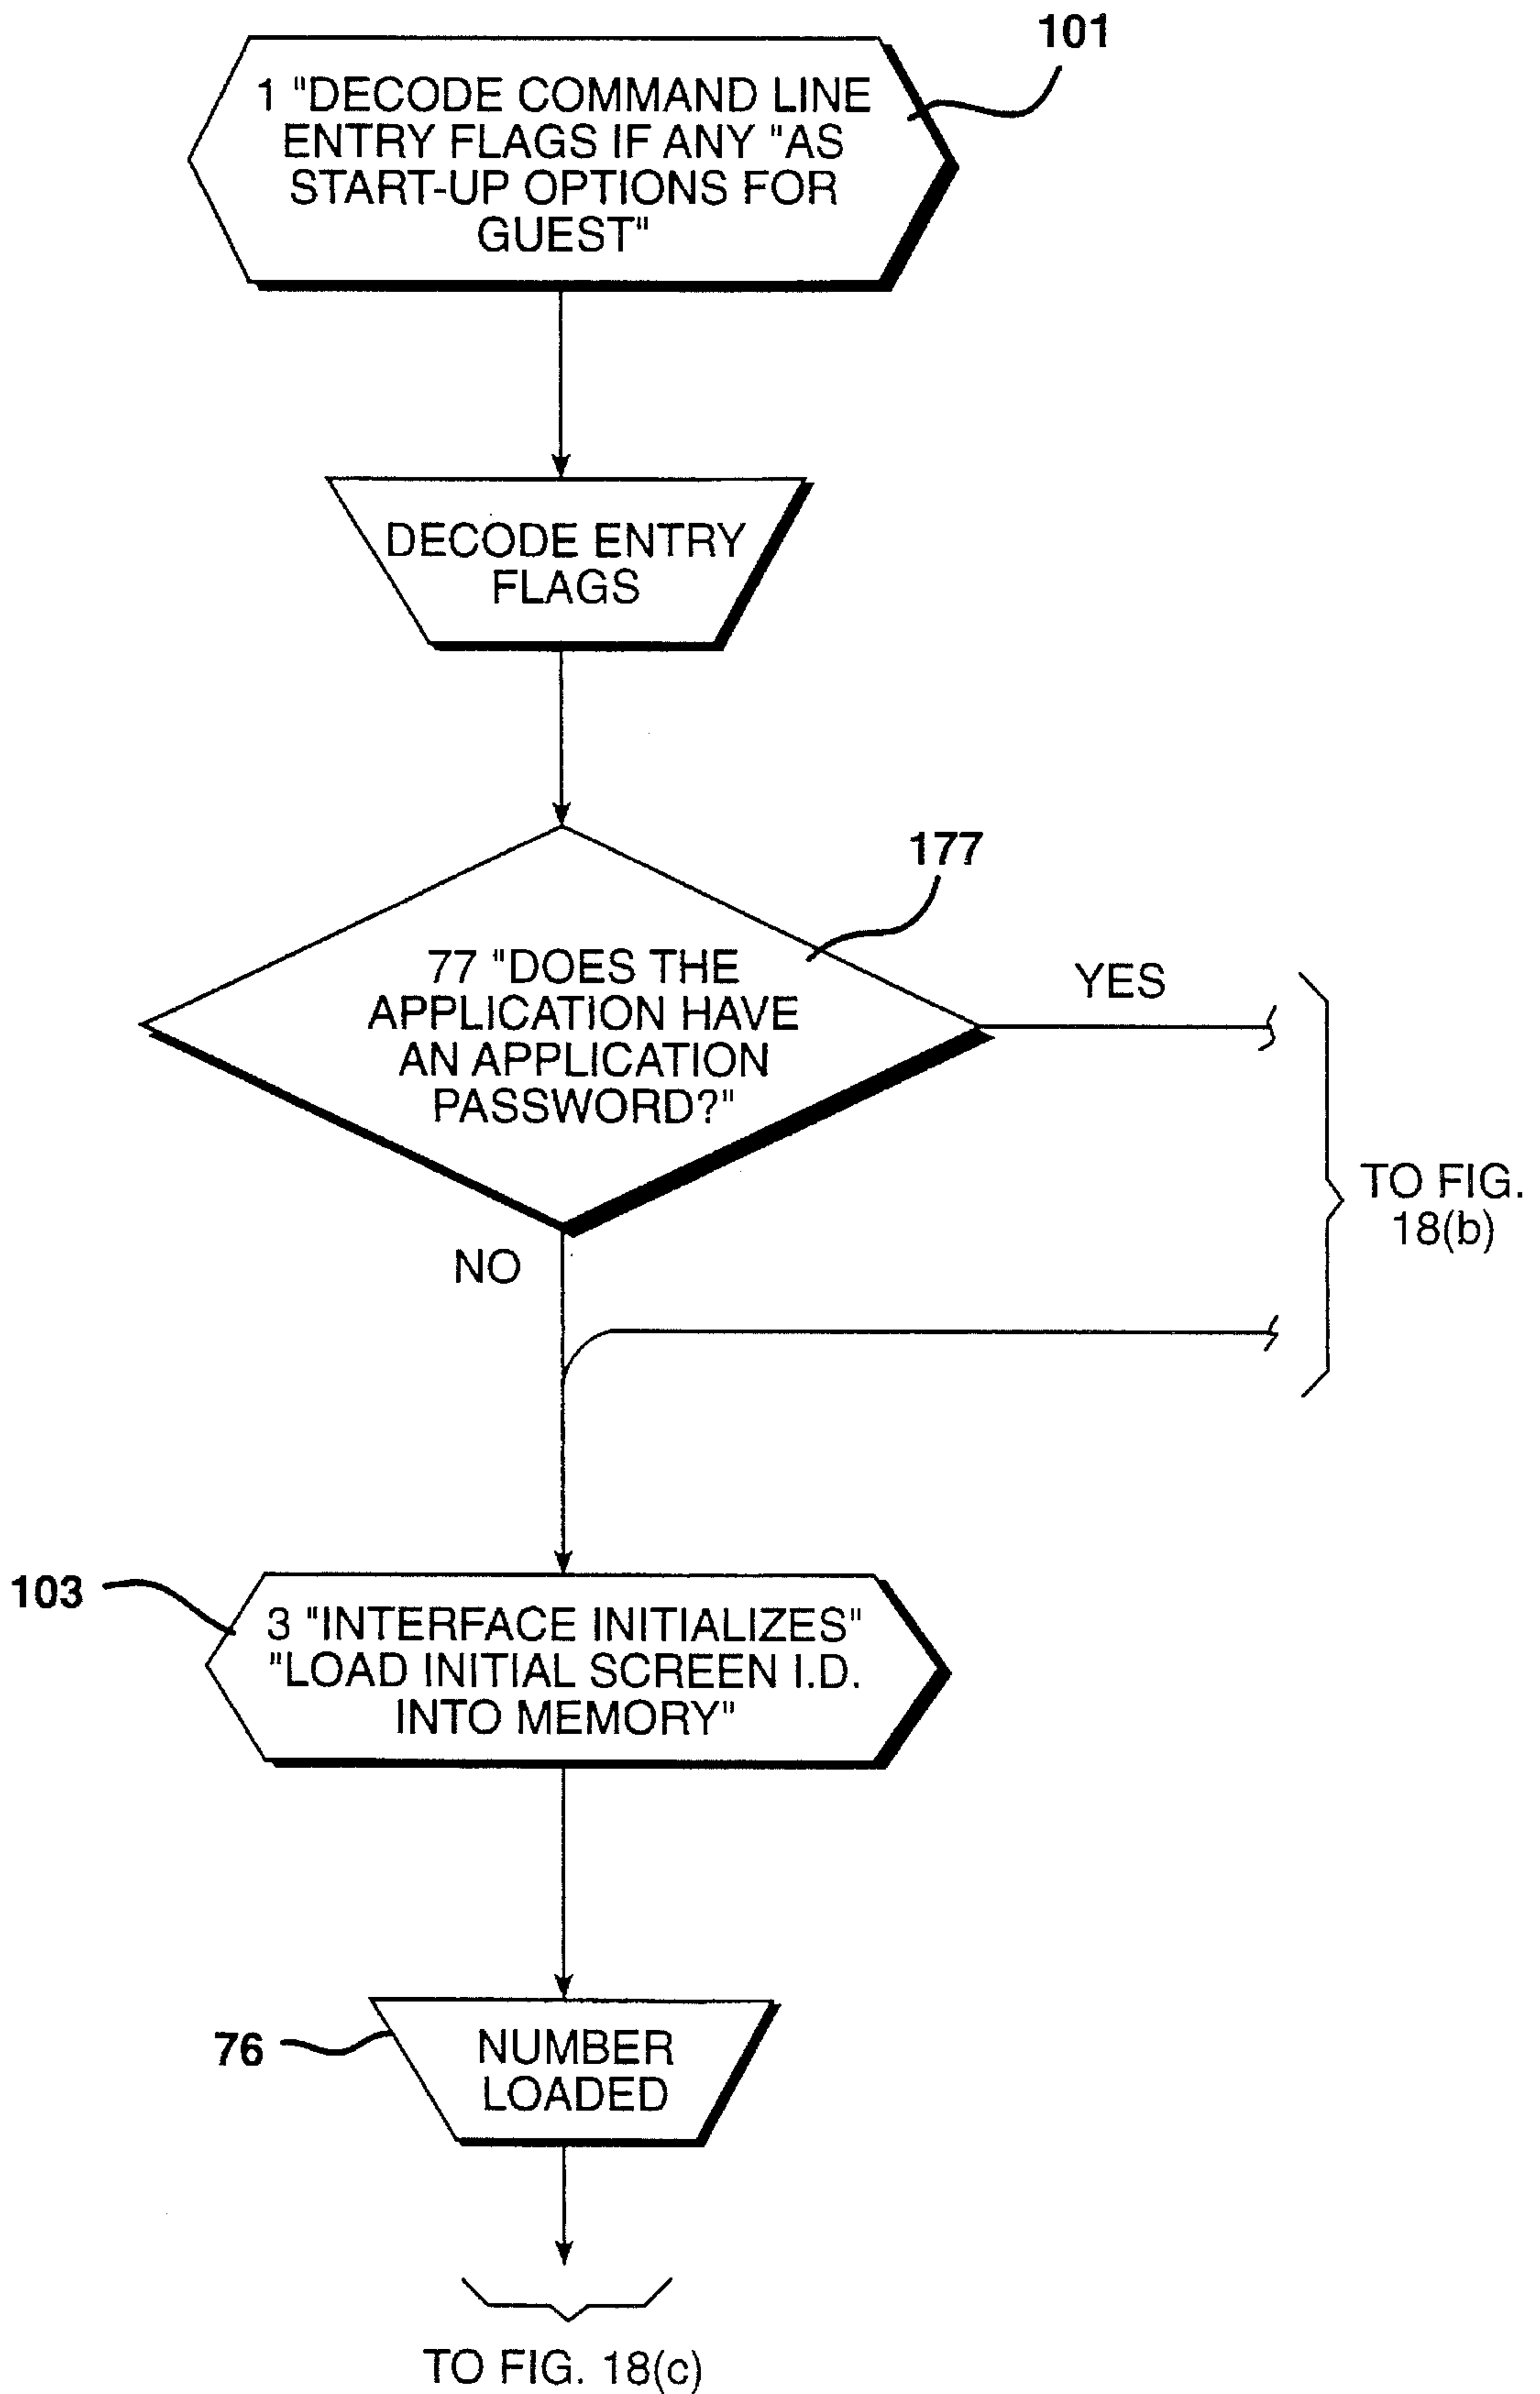 101
1 "DECODE COMMAND LINE
ENTRY FLAGS IF ANY "AS
START-UP OPTIONS FOR
GUEST"
DECODE ENTRY
FLAGS
177
77 "DOES THE
APPLICATION HAVE
AN APPLICATION
PASSWORD?"
YES
TO FIG.
18(b)
NO
103
3 "INTERFACE INITIALIZES"
"LOAD INITIAL SCREEN I.D.
INTO MEMORY"
76
NUMBER
LOADED
TO FIG. 18(c)